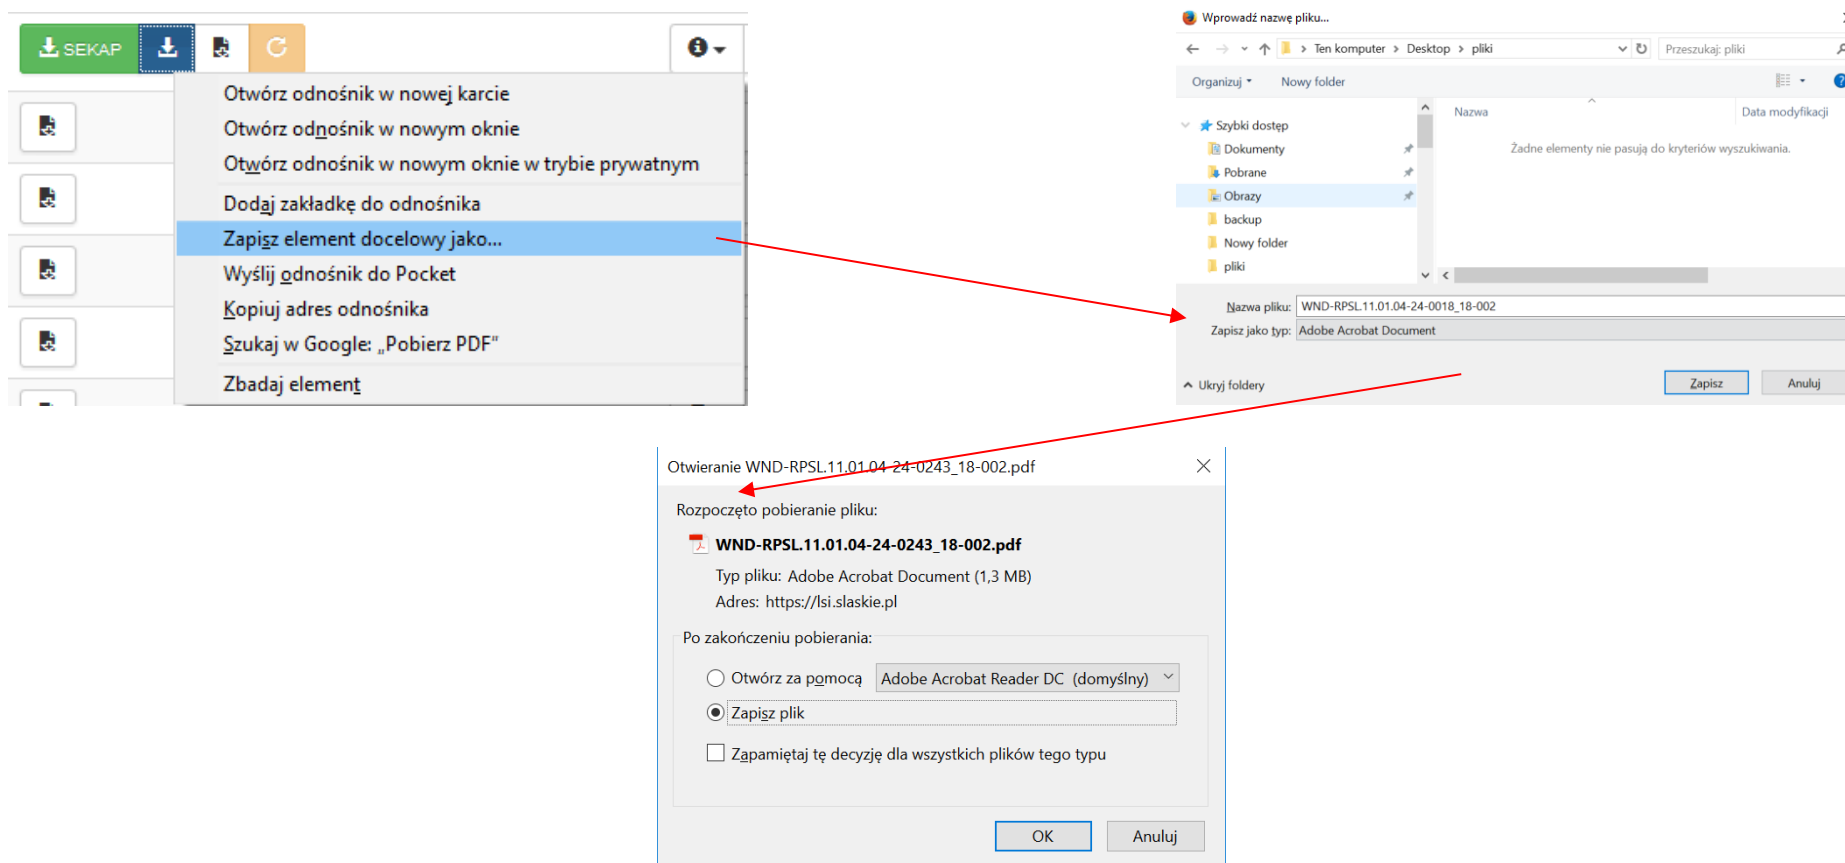 SEKAP
Otwórz odnośnik w nowej karcie
Otwórz odnośnik w nowym oknie
Otwórz odnośnik w nowym oknie w trybie prywatnym
Dodaj zakładkę do odnośnika
Zapisz element docelowy jako...
Wyślij odnośnik do Pocket
Kopiuj adres odnośnika
Szukaj w Google: „Pobierz PDF”
Zbadaj element
Wprowadź nazwę pliku...
Ten komputer > Desktop > pliki
Przeszukaj: pliki
Organizuj
Nowy folder
Nazwa
Data modyfikacji
Szybki dostęp
Dokumenty
Żadne elementy nie pasują do kryteriów wyszukiwania.
Pobrane
Obrazy
backup
Nowy folder
pliki
Nazwa pliku: WND-RPSL.11.01.04-24-0018_18-002
Zapisz jako typ: Adobe Acrobat Document
Ukryj foldery
Zapisz
Anuluj
Otwieranie WND-RPSL.11.01.04-24-0243_18-002.pdf
Rozpoczęto pobieranie pliku:
WND-RPSL.11.01.04-24-0243_18-002.pdf
Typ pliku: Adobe Acrobat Document (1,3 MB)
Adres: https://lsi.slaskie.pl
Po zakończeniu pobierania:
Otwórz za pomocą
Adobe Acrobat Reader DC (domyślny)
Zapisz plik
Zapamiętaj tę decyzję dla wszystkich plików tego typu
OK
Anuluj